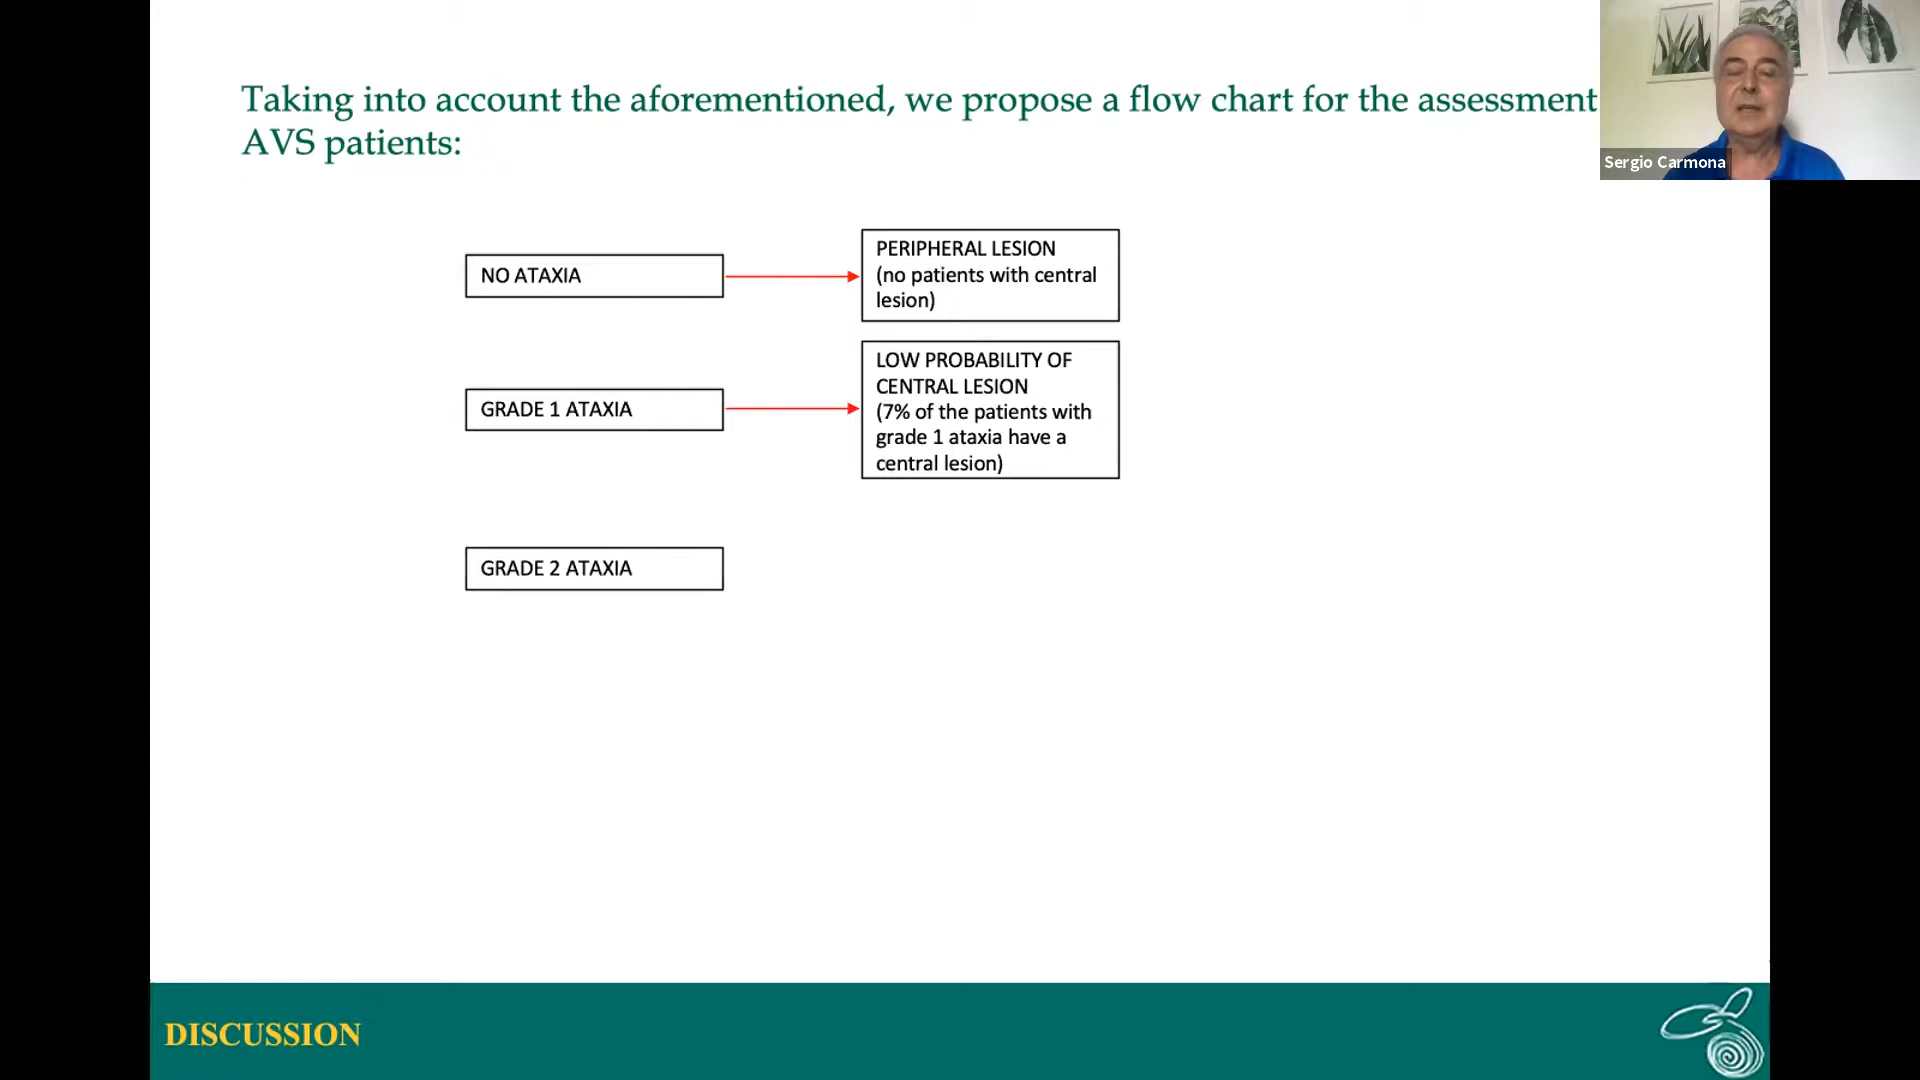 Taking into account the aforementioned, we propose a flow chart for the assessment
AVS patients:
Sergio Carmona
NO ATAXIA
PERIPHERAL LESION
(no patients with central
lesion)
GRADE 1 ATAXIA
LOW PROBABILITY OF
CENTRAL LESION
(7% of the patients with
grade 1 ataxia have a
central lesion)
GRADE 2 ATAXIA
DISCUSSION